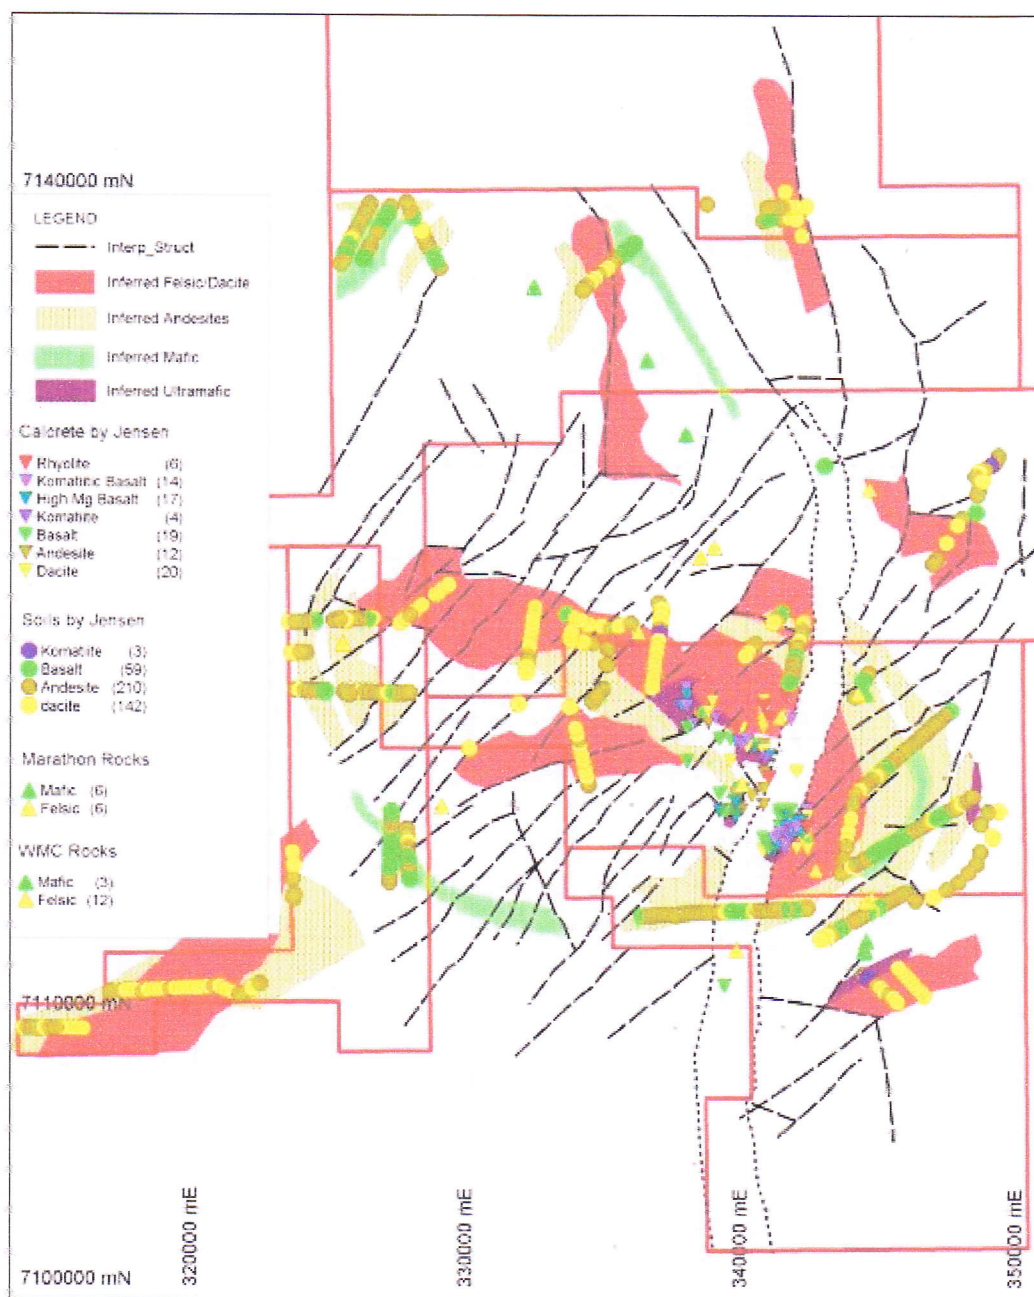 7140000 mN
LEGEND
Interp_Struct
Inferred Felsic/Dacite
Inferred Andesites
Inferred Mafic
Inferred Ultramafic
Calcrete by Jensen
Rhyolite (6)
Komatiitic Basalt (14)
High Mg Basalt (17)
Komatiite (4)
Basalt (19)
Andesite (12)
Dacite (20)
Soils by Jensen
Komatiite (3)
Basalt (59)
Andesite (210)
dacite (142)
Marathon Rocks
Mafic (6)
Felsic (6)
WMC Rocks
Mafic (3)
Felsic (12)
7110000 mN
7100000 mN
320000 mE
330000 mE
340000 mE
350000 mE